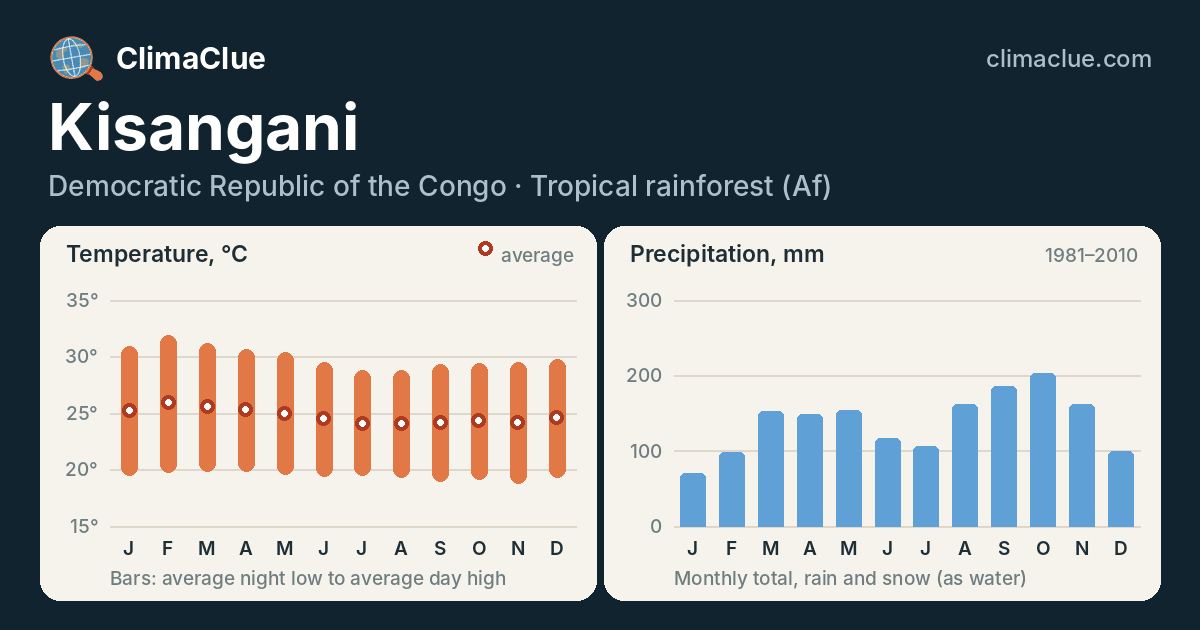 ClimaClue
climaclue.com
Kisangani
Democratic Republic of the Congo · Tropical rainforest (Af)
Temperature, °C
average
35°
30°
25°
20°
15°
J F M A M J J A S O N D
Bars: average night low to average day high
Precipitation, mm
1981–2010
300
200
100
0
J F M A M J J A S O N D
Monthly total, rain and snow (as water)